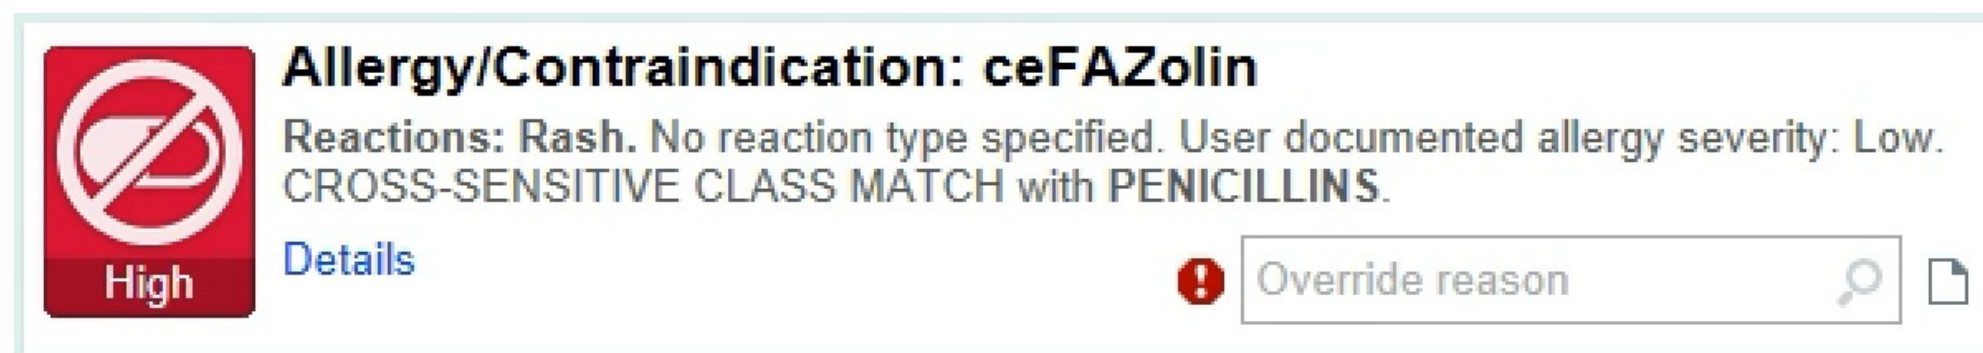 Allergy/Contraindication: ceFAZolin
Reactions: Rash. No reaction type specified. User documented allergy severity: Low.
CROSS-SENSITIVE CLASS MATCH with PENICILLINS.
High
Details
Override reason